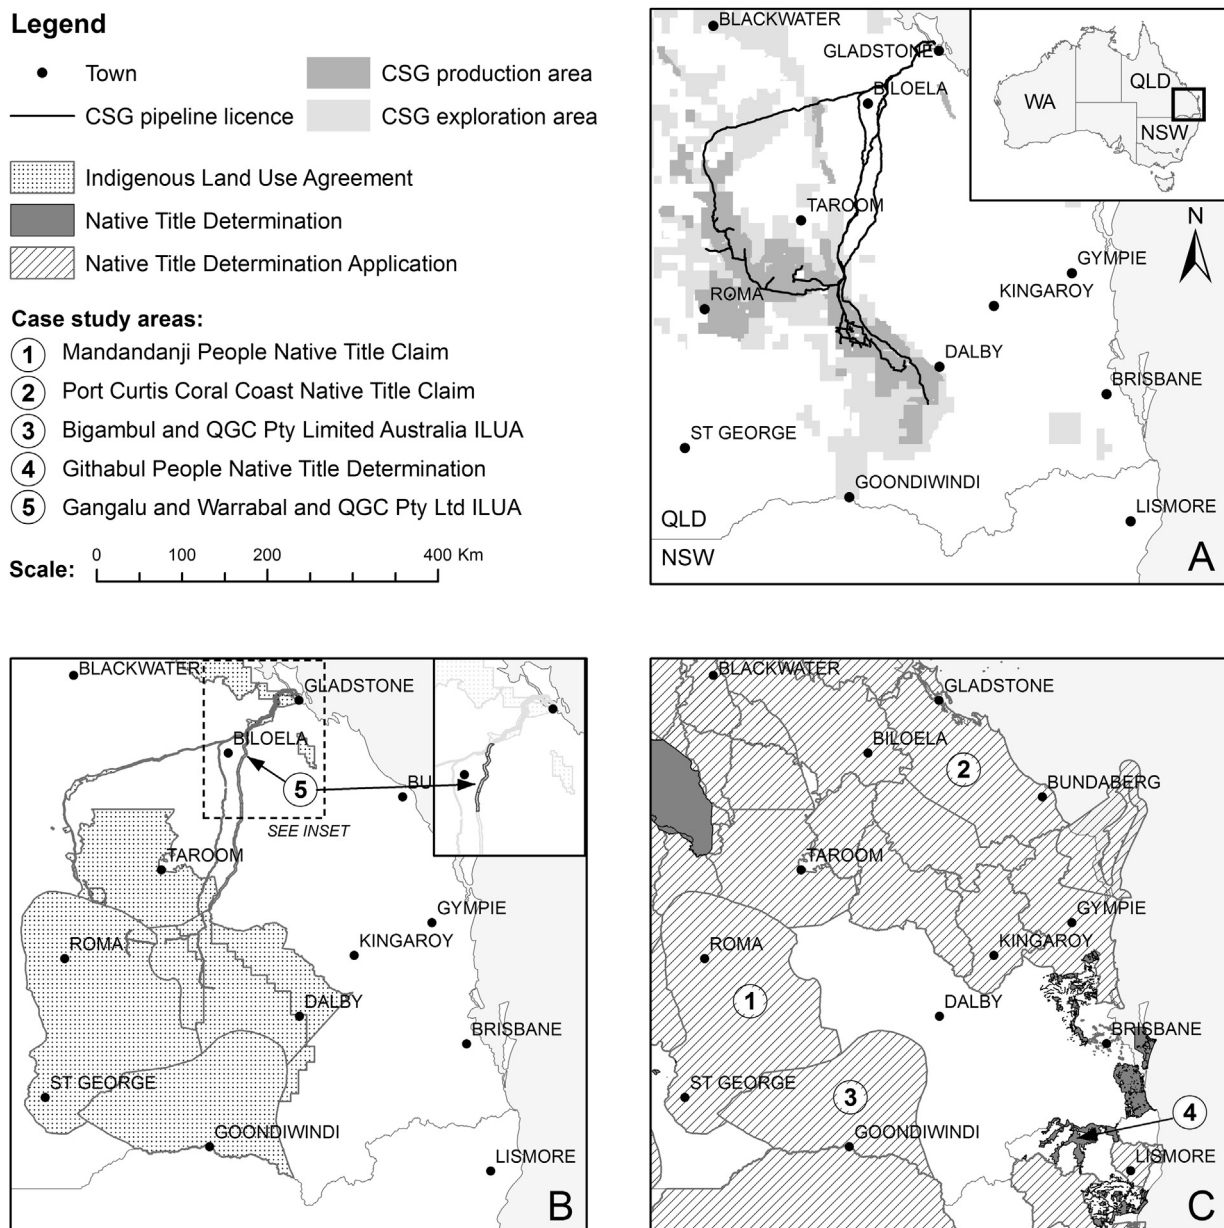 Legend
Town
CSG pipeline licence
CSG production area
CSG exploration area
Indigenous Land Use Agreement
Native Title Determination
Native Title Determination Application
Case study areas:
1 Mandandanji People Native Title Claim
2 Port Curtis Coral Coast Native Title Claim
3 Bigambul and QGC Pty Limited Australia ILUA
4 Githabul People Native Title Determination
5 Gangalu and Warrabal and QGC Pty Ltd ILUA
Scale: 0 100 200 400 Km
BLACKWATER
GLADSTONE
BILOELA
TAROOM
ROMA
GYMPIE
KINGAROY
DALBY
BRISBANE
ST GEORGE
GOONDIWINDI
LISMORE
QLD
NSW
WA
QLD
NSW
N
A
BLACKWATER
GLADSTONE
BILOELA
5
BU
SEE INSET
TAROOM
GYMPIE
ROMA
KINGAROY
DALBY
BRISBANE
ST GEORGE
GOONDIWINDI
LISMORE
B
BLACKWATER
GLADSTONE
BILOELA
2
BUNDABERG
TAROOM
GYMPIE
ROMA
KINGAROY
1
DALBY
BRISBANE
ST GEORGE
3
4
GOONDIWINDI
LISMORE
C